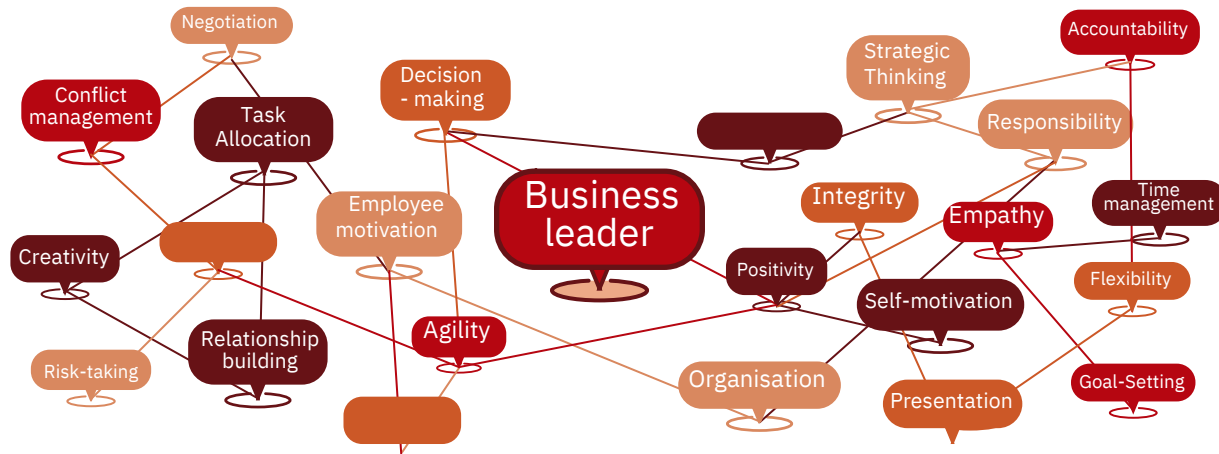 Negotiation
Accountability
Strategic
Thinking
Decision
- making
Conflict
management
Task
Allocation
Responsibility
Business
leader
Employee
motivation
Integrity
Empathy
Time
management
Creativity
Positivity
Flexibility
Self-motivation
Relationship
building
Agility
Risk-taking
Organisation
Presentation
Goal-Setting